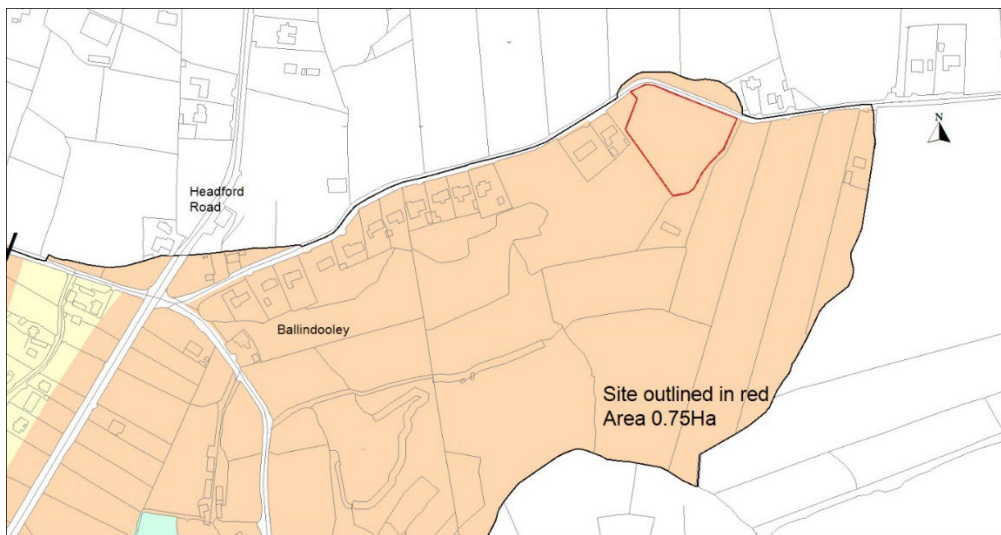 N
Headford
Road
Ballindooley
Site outlined in red
Area 0.75Ha